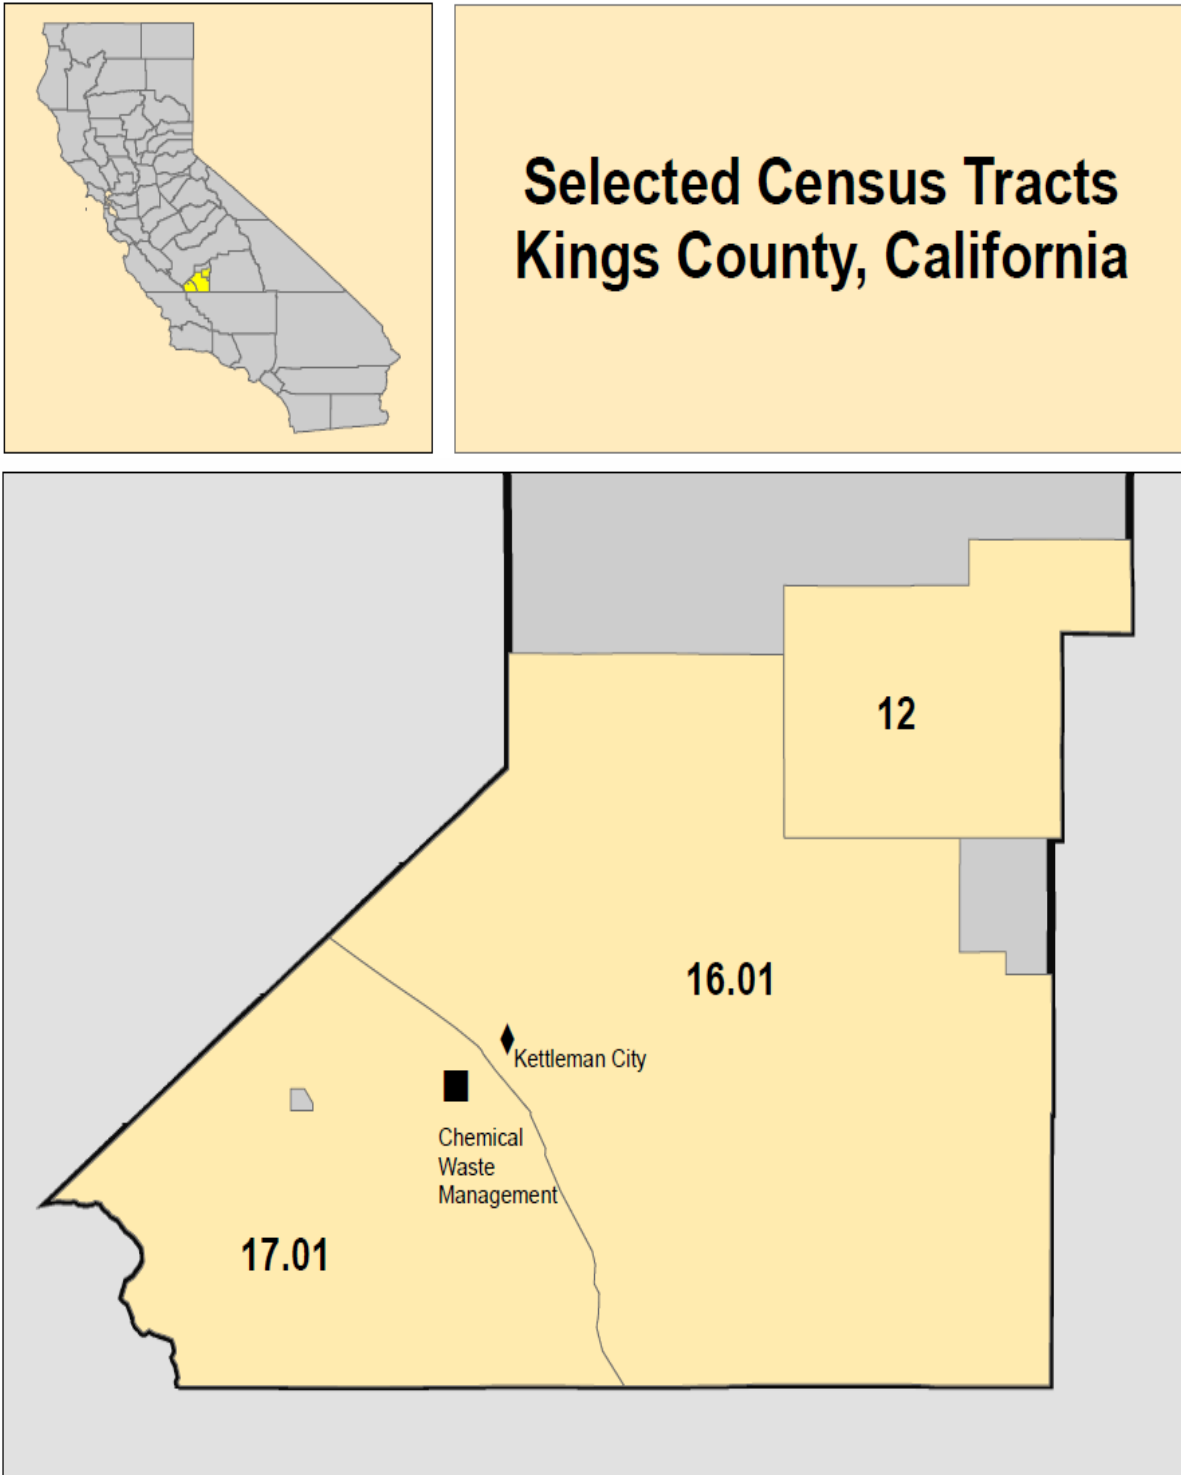 Selected Census Tracts
Kings County, California
12
16.01
Kettleman City
Chemical
Waste
Management
17.01